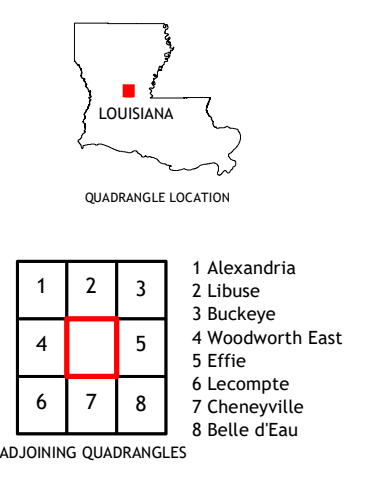 LOUISIANA
QUADRANGLE LOCATION
1 2 3
4 5
6 7 8
ADJOINING QUADRANGLES
1 Alexandria
2 Libuse
3 Buckeye
4 Woodworth East
5 Effie
6 Lecompte
7 Cheneyville
8 Belle d'Eau